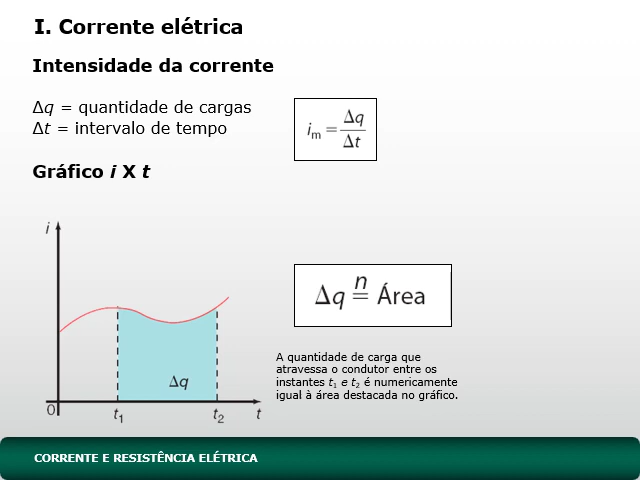 I. Corrente elétrica
Intensidade da corrente
Δq = quantidade de cargas
Δt = intervalo de tempo
i_m = Δq/Δt
Gráfico i X t
i
Δq
0
t₁
t₂
t
Δq n= Área
A quantidade de carga que
atravessa o condutor entre os
instantes t₁ e t₂ é numericamente
igual à área destacada no gráfico.
CORRENTE E RESISTÊNCIA ELÉTRICA